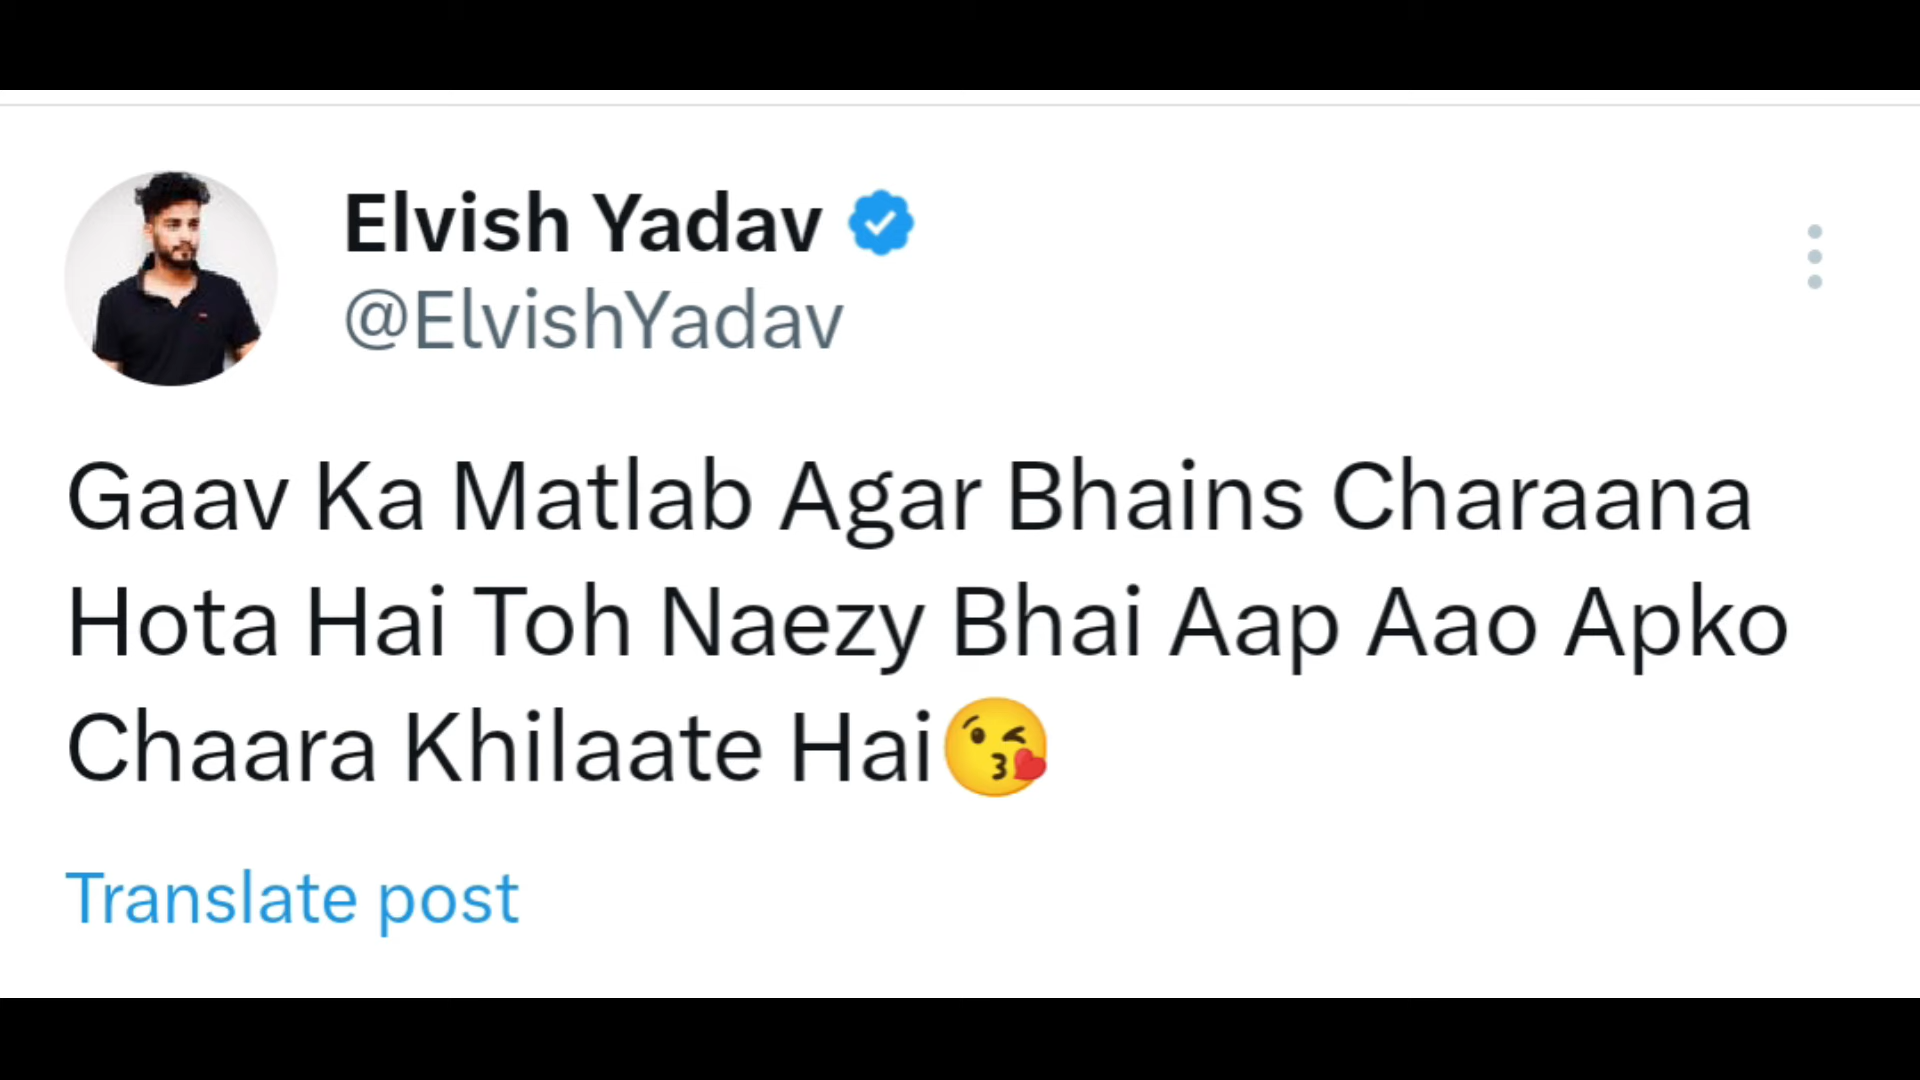 Elvish Yadav
@ElvishYadav
Gaav Ka Matlab Agar Bhains Charaana
Hota Hai Toh Naezy Bhai Aap Aao Apko
Chaara Khilaate Hai😘
Translate post